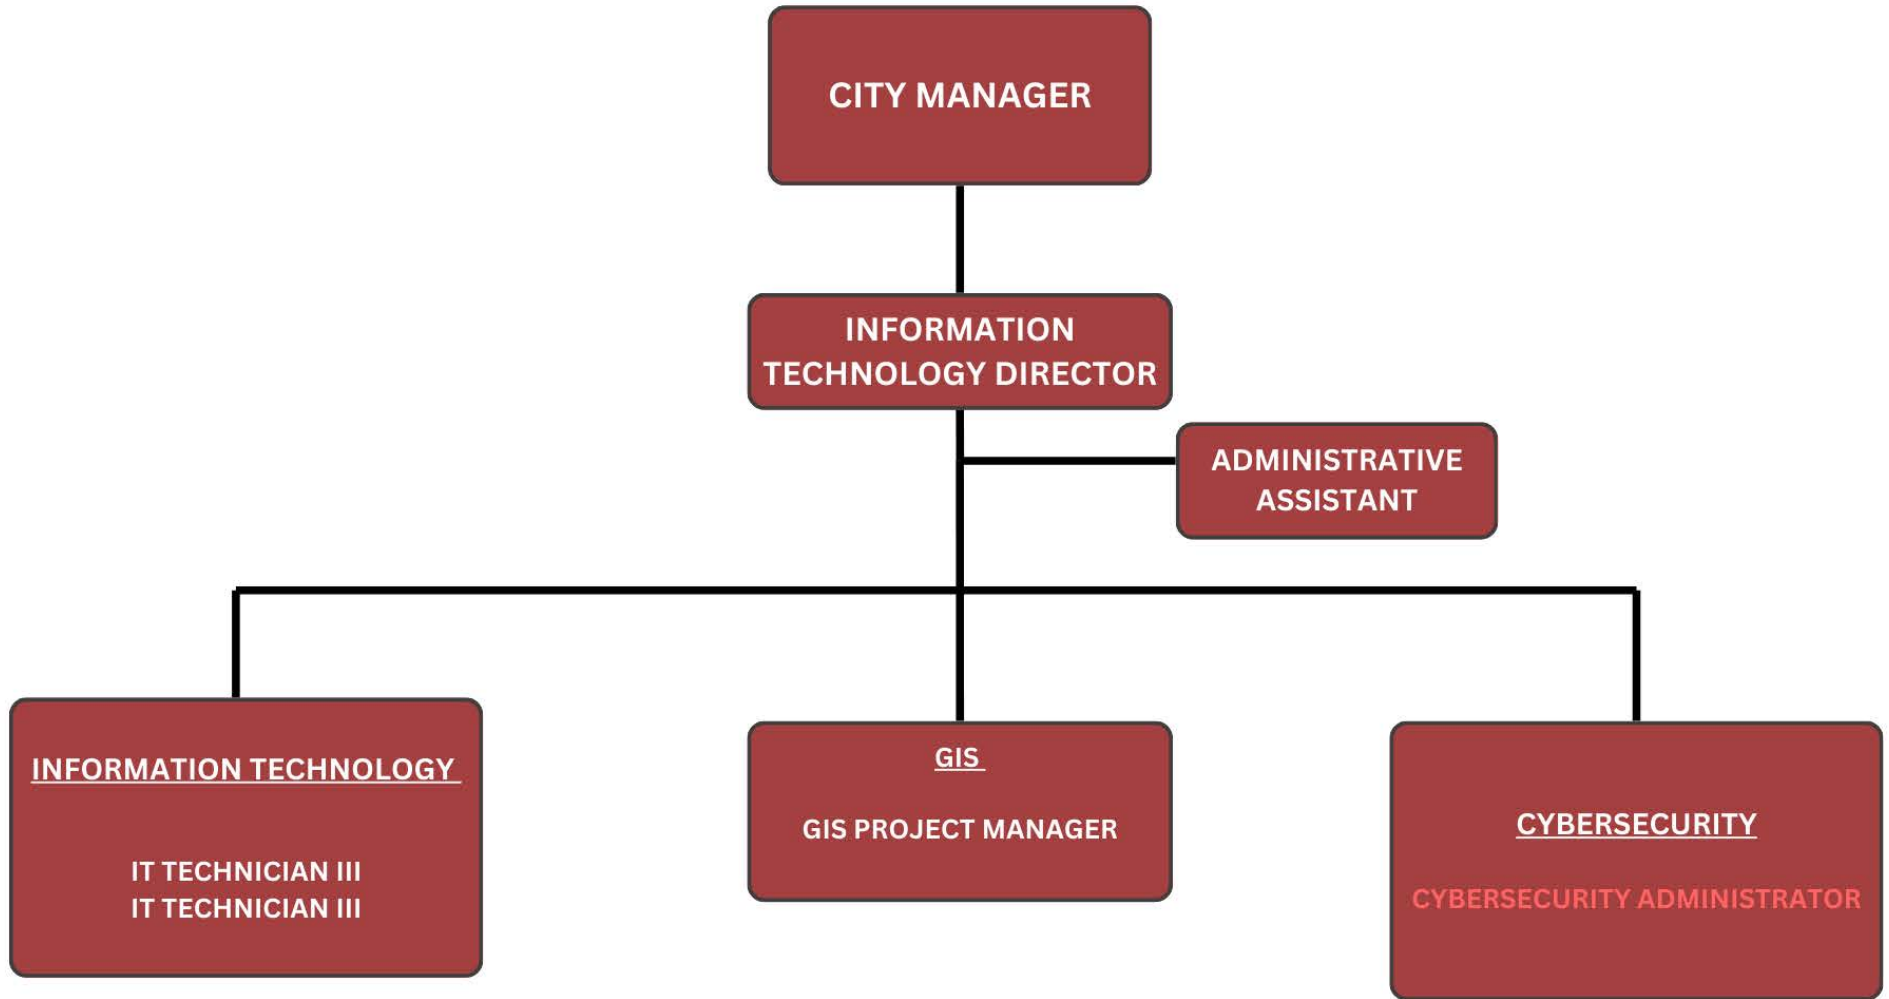 CITY MANAGER
INFORMATION
TECHNOLOGY DIRECTOR
ADMINISTRATIVE
ASSISTANT
INFORMATION TECHNOLOGY
IT TECHNICIAN III
IT TECHNICIAN III
GIS
GIS PROJECT MANAGER
CYBERSECURITY
CYBERSECURITY ADMINISTRATOR